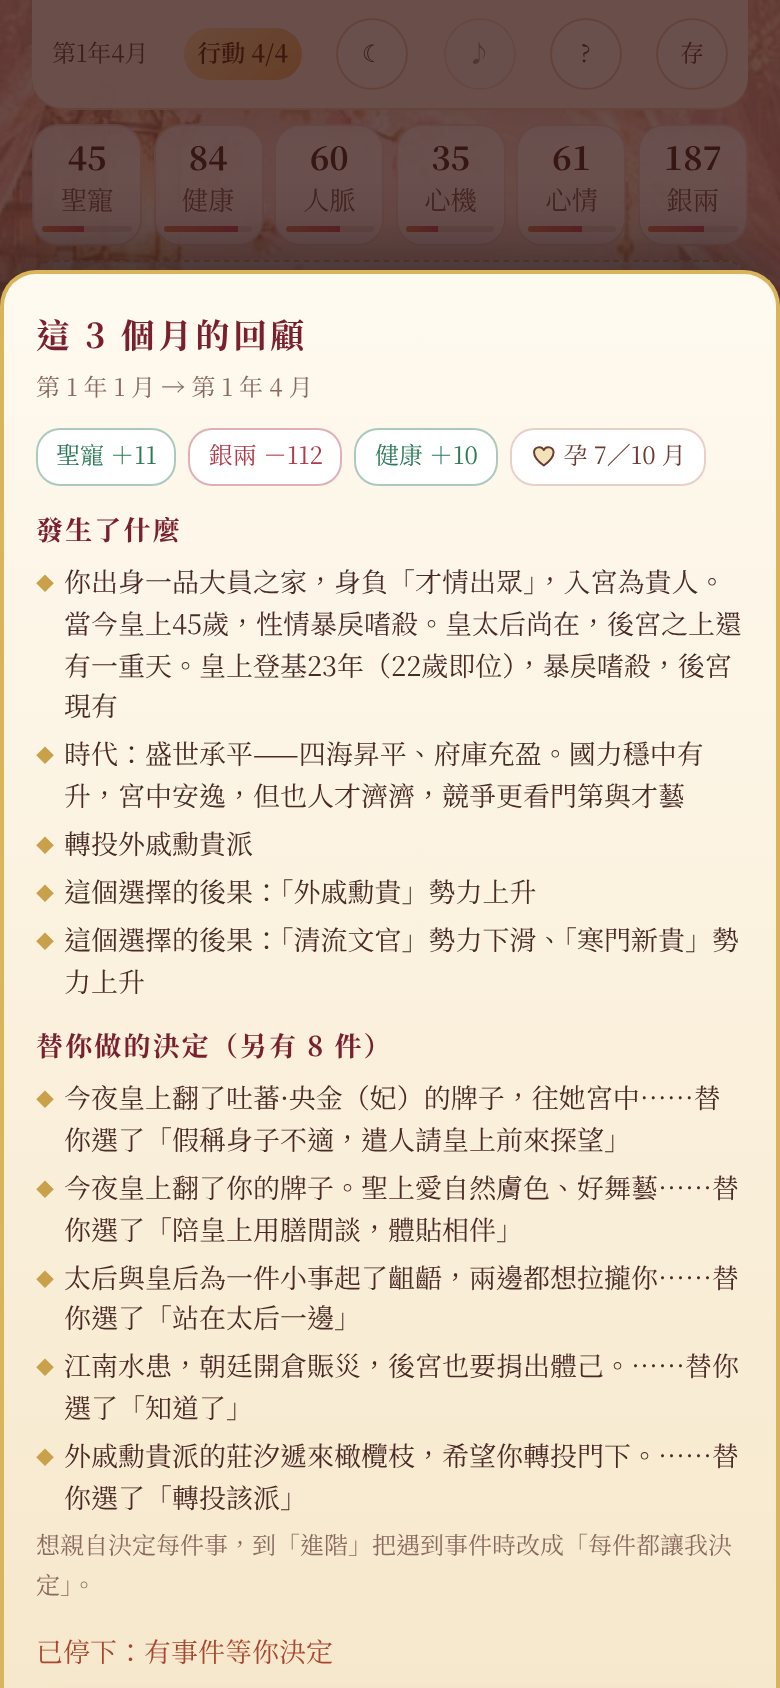 第1年4月 行動 4/4 ☾ ♪ ? 存
45 84 60 35 61 187
聖寵 健康 人脈 心機 心情 銀兩
這 3 個月的回顧
第 1 年 1 月 → 第 1 年 4 月
聖寵 +11 銀兩 −112 健康 +10 孕 7／10 月
發生了什麼
你出身一品大員之家，身負「才情出眾」，入宮為貴人。
當今皇上45歲，性情暴戾嗜殺。皇太后尚在，後宮之上還
有一重天。皇上登基23年（22歲即位），暴戾嗜殺，後宮
現有
時代：盛世承平——四海昇平、府庫充盈。國力穩中有
升，宮中安逸，但也人才濟濟，競爭更看門第與才藝
轉投外戚勳貴派
這個選擇的後果：「外戚勳貴」勢力上升
這個選擇的後果：「清流文官」勢力下滑、「寒門新貴」勢
力上升
替你做的決定（另有 8 件）
今夜皇上翻了吐蕃·央金（妃）的牌子，往她宮中……替
你選了「假稱身子不適，遣人請皇上前來探望」
今夜皇上翻了你的牌子。聖上愛自然膚色、好舞藝……替
你選了「陪皇上用膳閒談，體貼相伴」
太后與皇后為一件小事起了齟齬，兩邊都想拉攏你……替
你選了「站在太后一邊」
江南水患，朝廷開倉賑災，後宮也要捐出體己。……替你
選了「知道了」
外戚勳貴派的莊汐遞來橄欖枝，希望你轉投門下。……替
你選了「轉投該派」
想親自決定每件事，到「進階」把遇到事件時改成「每件都讓我決
定」。
已停下：有事件等你決定